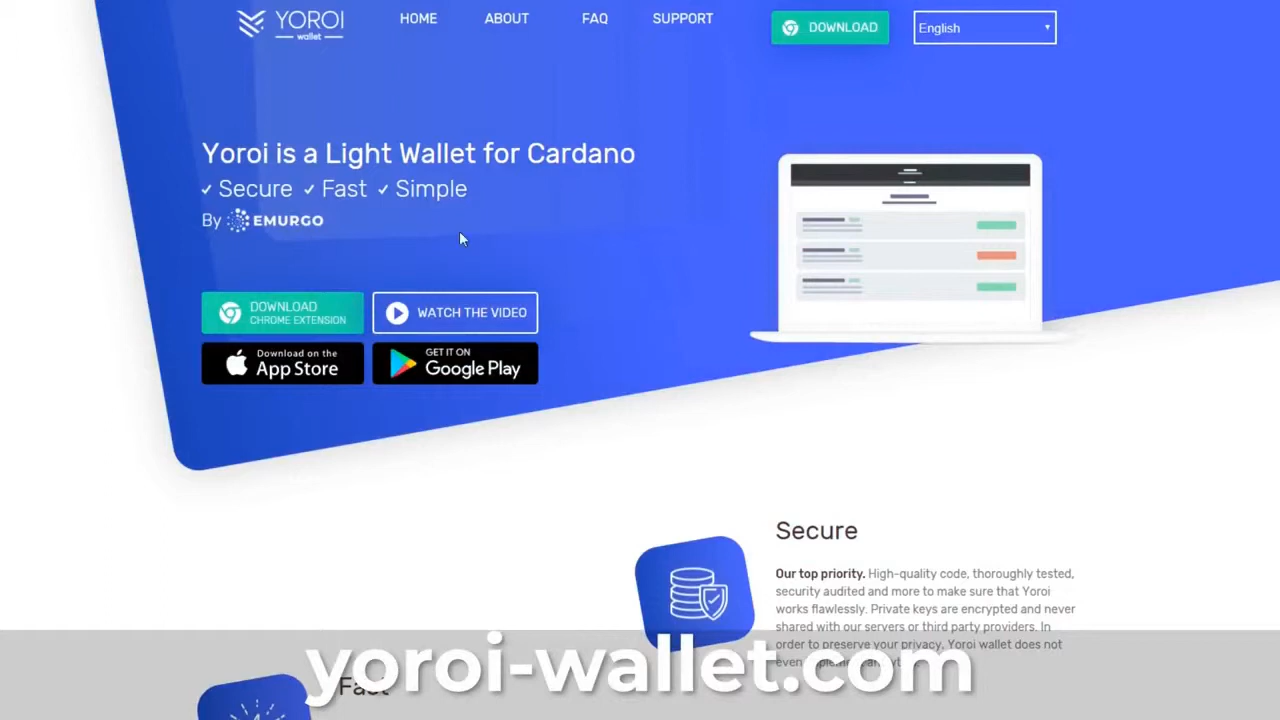 YOROI
wallet
HOME
ABOUT
FAQ
SUPPORT
DOWNLOAD
English
Yoroi is a Light Wallet for Cardano
✓ Secure ✓ Fast ✓ Simple
By EMURGO
DOWNLOAD
CHROME EXTENSION
WATCH THE VIDEO
Download on the
App Store
GET IT ON
Google Play
Secure
Our top priority. High-quality code, thoroughly tested,
security audited and more to make sure that Yoroi
works flawlessly. Private keys are encrypted and never
shared with our servers or third party providers. In
order to preserve your privacy, Yoroi wallet does not
even
Fast
yoroi-wallet.com